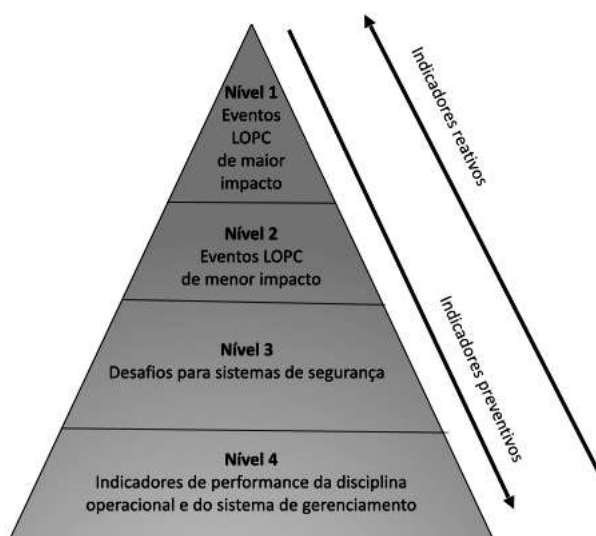 Nível 1
Eventos
LOPC
de maior
impacto
Nível 2
Eventos LOPC
de menor impacto
Nível 3
Desafios para sistemas de segurança
Nível 4
Indicadores de performance da disciplina
operacional e do sistema de gerenciamento
Indicadores reativos
Indicadores preventivos